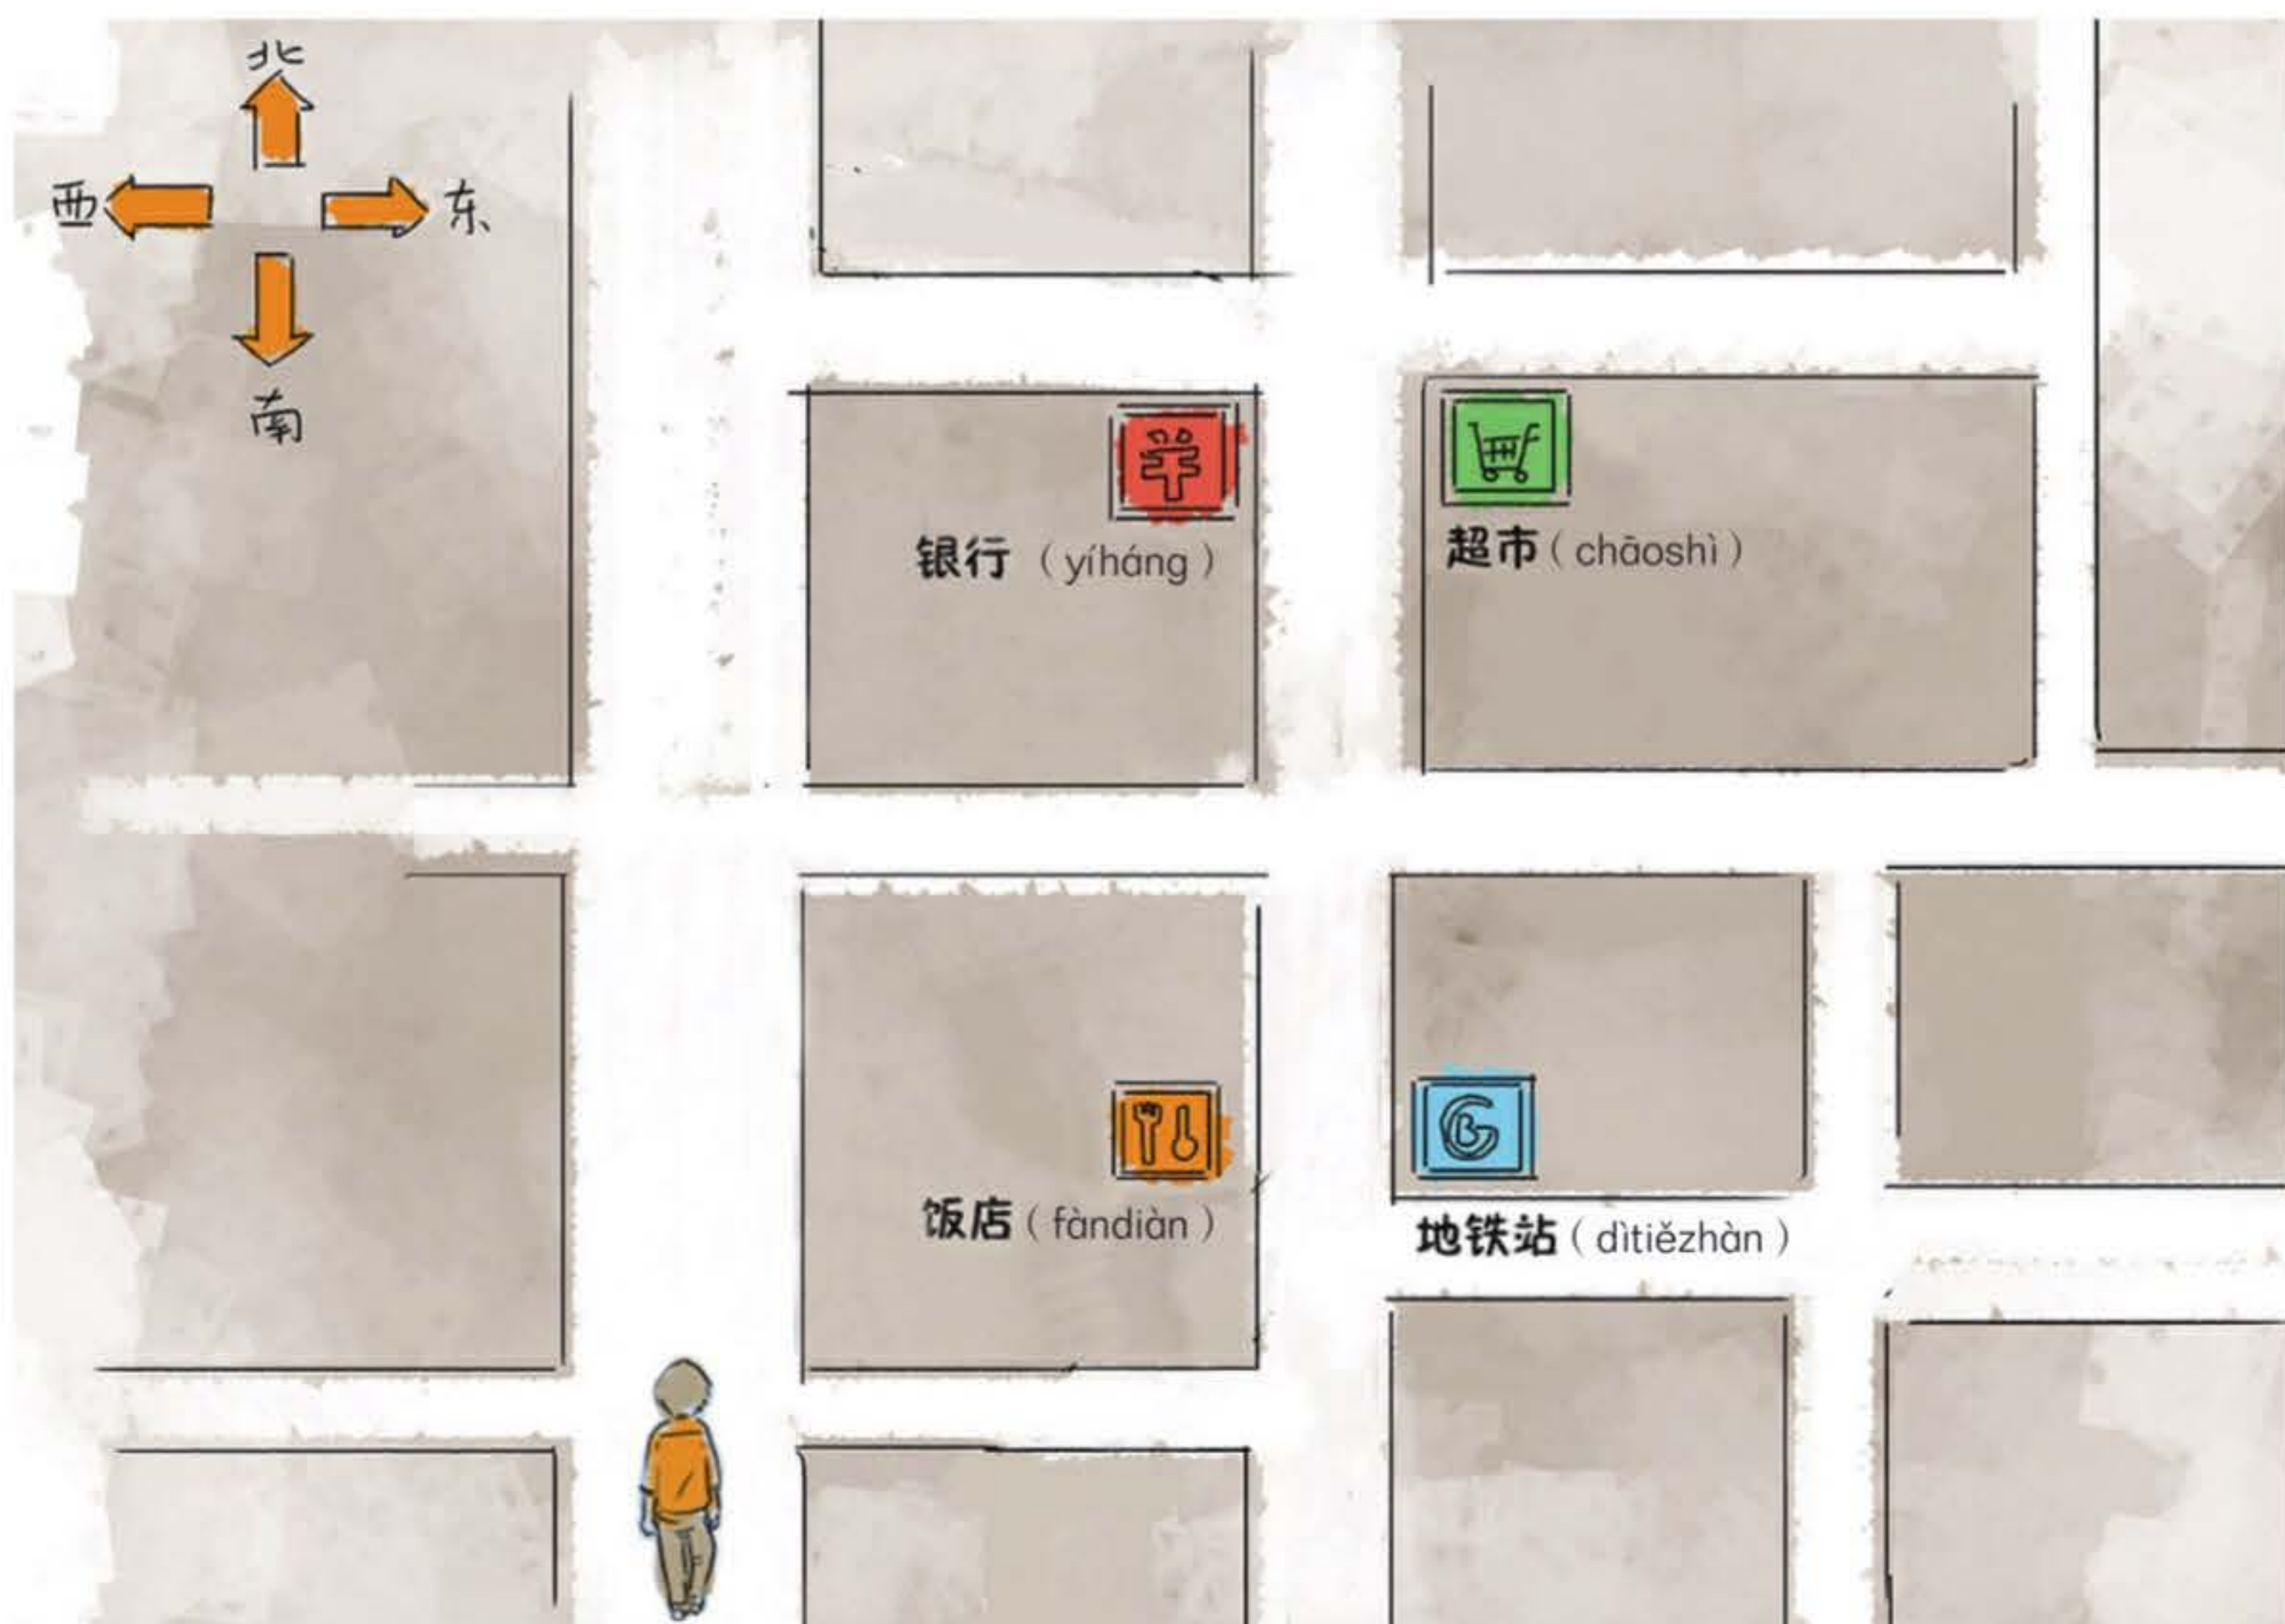 北
西 东
南
银行（yíháng）
超市（chāoshì）
饭店（fàndiàn）
地铁站（dìtiězhàn）